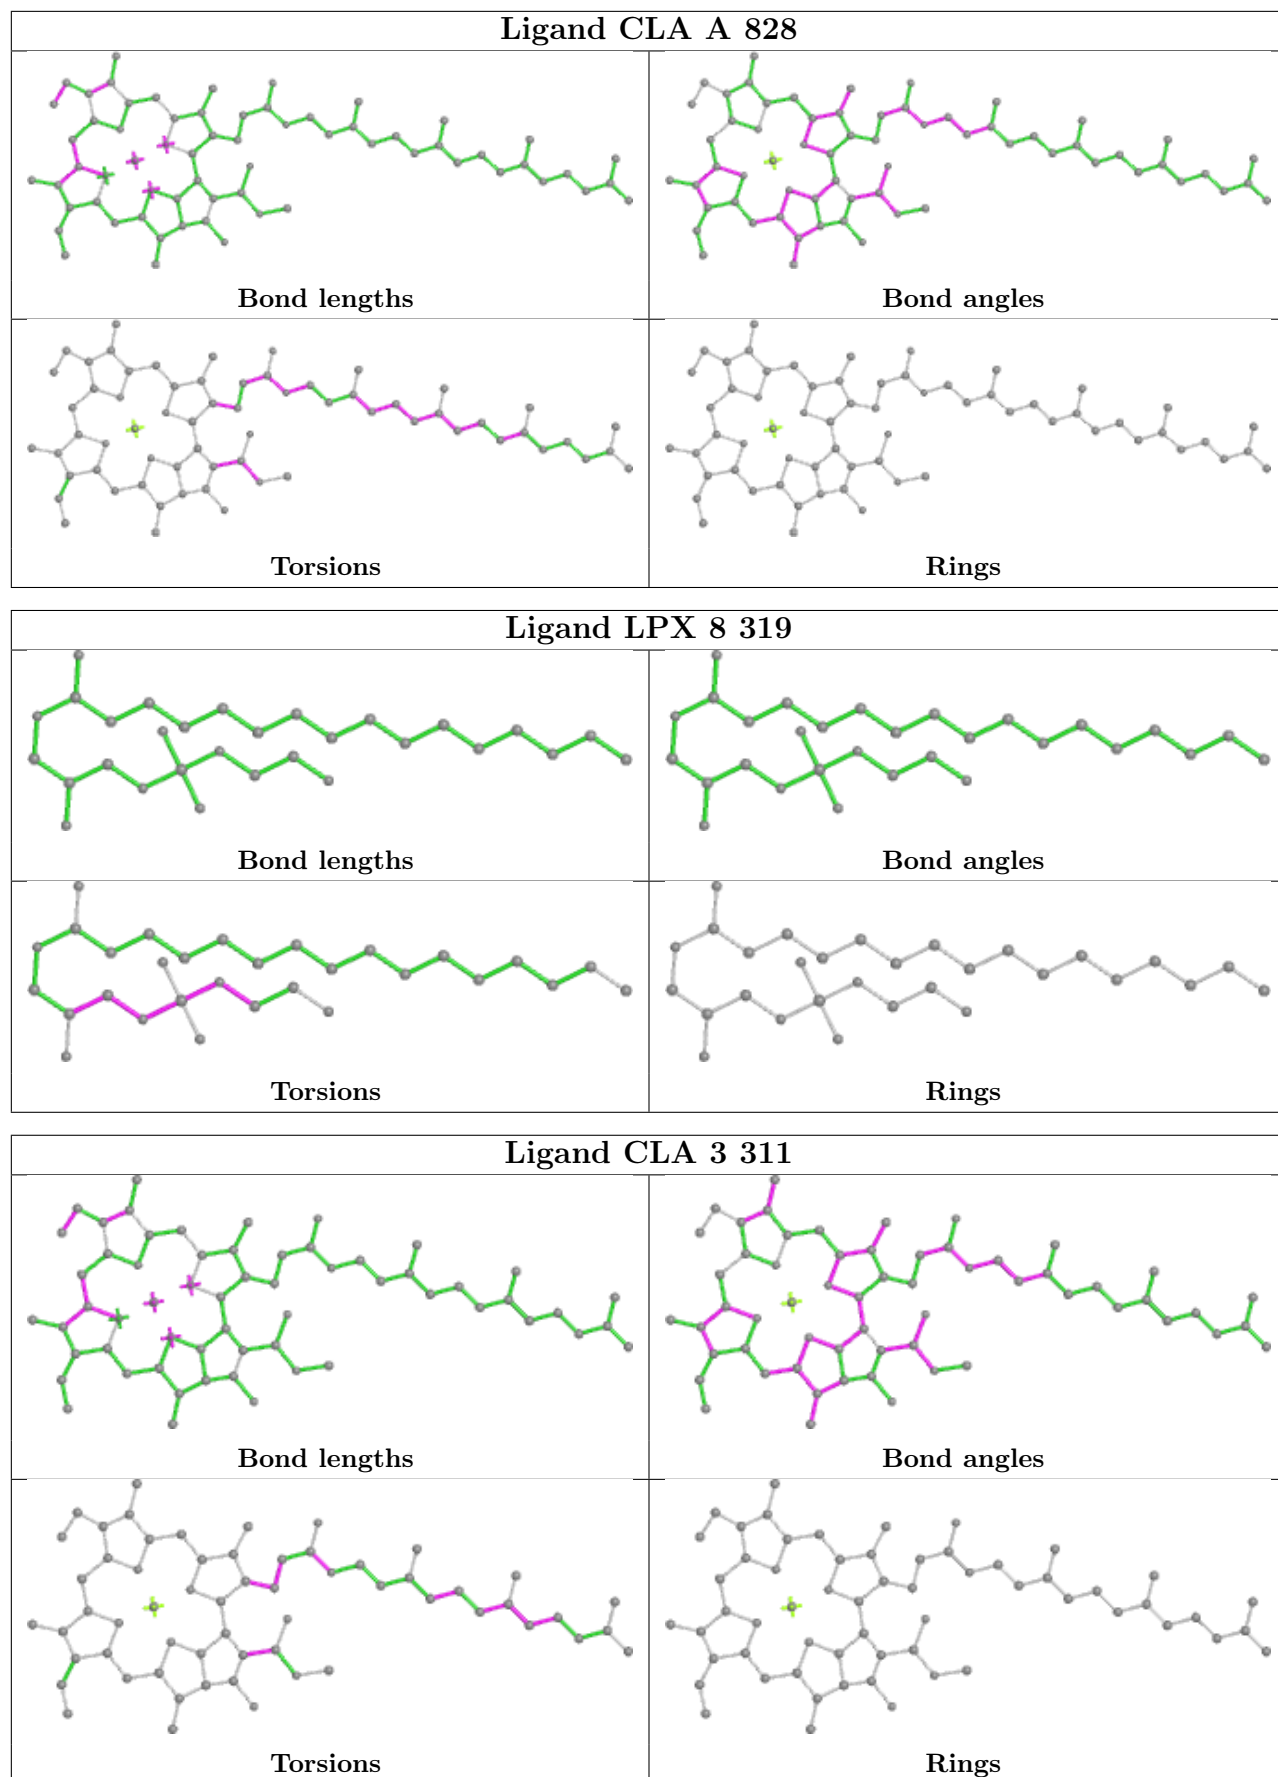 Ligand CLA A 828
Bond lengths
Bond angles
Torsions
Rings
Ligand LPX 8 319
Bond lengths
Bond angles
Torsions
Rings
Ligand CLA 3 311
Bond lengths
Bond angles
Torsions
Rings